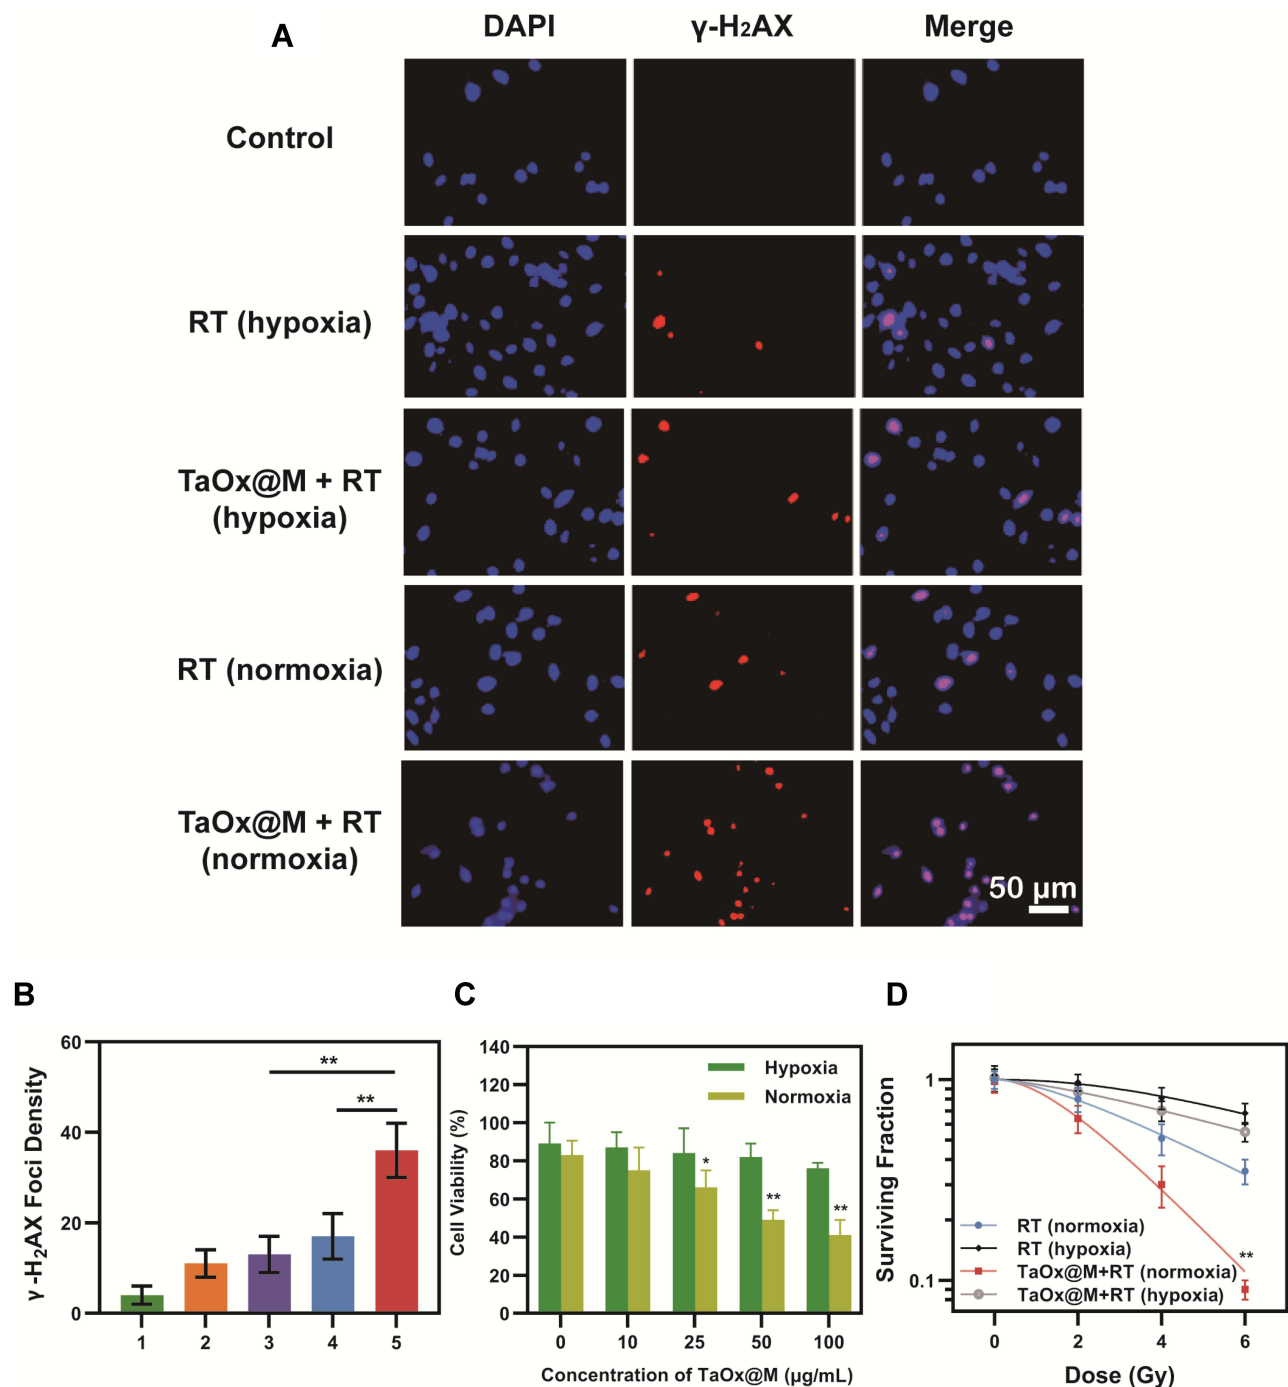 A
DAPI
γ-H₂AX
Merge
Control
RT (hypoxia)
TaOx@M + RT
(hypoxia)
RT (normoxia)
TaOx@M + RT
(normoxia)
50 μm
B
γ-H₂AX Foci Density
60
40
20
0
**
**
1 2 3 4 5
C
Cell Viability (%)
140
120
100
80
60
40
20
0
Hypoxia
Normoxia
*
**
**
0 10 25 50 100
Concentration of TaOx@M (μg/mL)
D
Surviving Fraction
1
0.1
RT (normoxia)
RT (hypoxia)
TaOx@M+RT (normoxia)
TaOx@M+RT (hypoxia)
**
0 2 4 6
Dose (Gy)